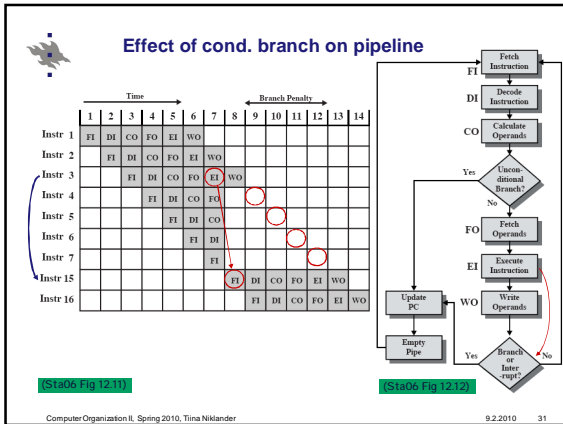 Effect of cond. branch on pipeline
Time
Branch Penalty
1 2 3 4 5 6 7 8 9 10 11 12 13 14
Instr 1 FI DI CO FO EI WO
Instr 2 FI DI CO FO EI WO
Instr 3 FI DI CO FO EI WO
Instr 4 FI DI CO FO
Instr 5 FI DI CO
Instr 6 FI DI
Instr 7 FI
Instr 15 FI DI CO FO EI WO
Instr 16 FI DI CO FO EI WO
(Sta06 Fig 12.11)
FI
Fetch
Instruction
DI
Decode
Instruction
CO
Calculate
Operands
Yes
Uncon-
ditional
Branch?
No
FO
Fetch
Operands
EI
Execute
Instruction
Update
PC
WO
Write
Operands
Empty
Pipe
Yes
Branch
or
Inter
-rupt?
No
(Sta06 Fig 12.12)
Computer Organization II, Spring 2010, Tiina Niklander
9.2.2010 31